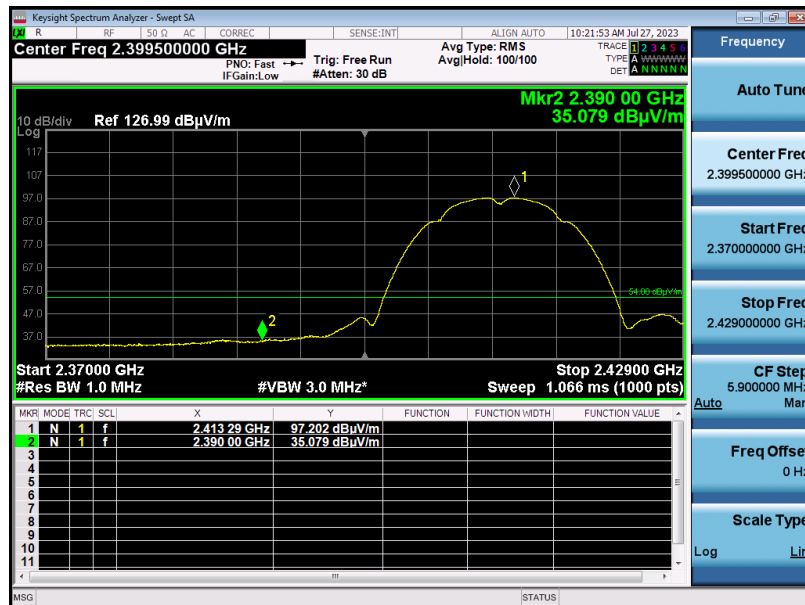 Keysight Spectrum Analyzer - Swept SA
R RF 50 Ω AC CORREC SENSE:INT ALIGN AUTO 10:21:53 AM Jul 27, 2023
Center Freq 2.399500000 GHz
PNO: Fast
IFGain:Low
Trig: Free Run
#Atten: 30 dB
Avg Type: RMS
Avg|Hold: 100/100
TRACE 1 2 3 4 5 6
TYPE A WWWWW
DET A N N N N N
Mkr2 2.390 00 GHz
35.079 dBµV/m
10 dB/div Ref 126.99 dBµV/m
Log
117
107
97.0
87.0
77.0
67.0
57.0
47.0
37.0
1
2
54.00 dBµV/m
Start 2.37000 GHz Stop 2.42900 GHz
#Res BW 1.0 MHz #VBW 3.0 MHz* Sweep 1.066 ms (1000 pts)
MKR MODE TRC SCL X Y FUNCTION FUNCTION WIDTH FUNCTION VALUE
1 N 1 f 2.413 29 GHz 97.202 dBµV/m
2 N 1 f 2.390 00 GHz 35.079 dBµV/m
3
4
5
6
7
8
9
10
11
MSG STATUS
Frequency
Auto Tune
Center Freq
2.399500000 GHz
Start Freq
2.370000000 GHz
Stop Freq
2.429000000 GHz
CF Step
5.900000 MHz
Auto Man
Freq Offset
0 Hz
Scale Type
Log Lin